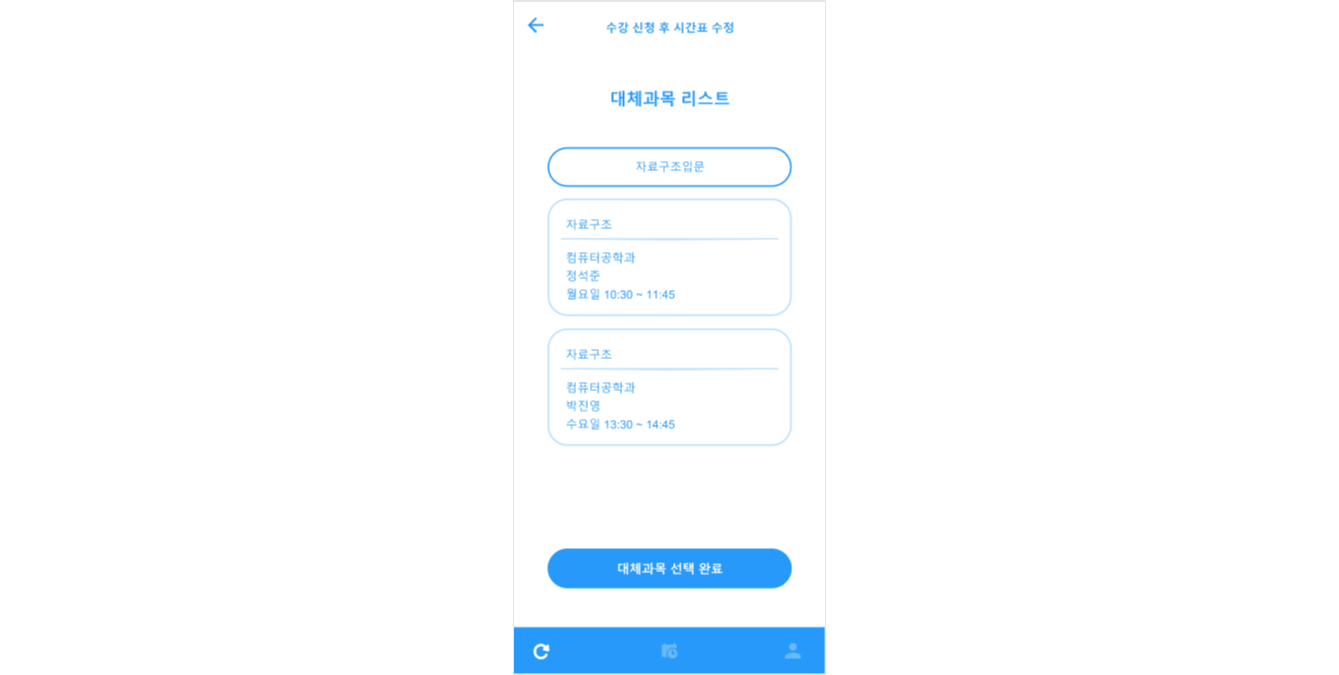 수강 신청 후 시간표 수정
대체과목 리스트
자료구조입문
자료구조
컴퓨터공학과
정석준
월요일 10:30 ~ 11:45
자료구조
컴퓨터공학과
박진영
수요일 13:30 ~ 14:45
대체과목 선택 완료